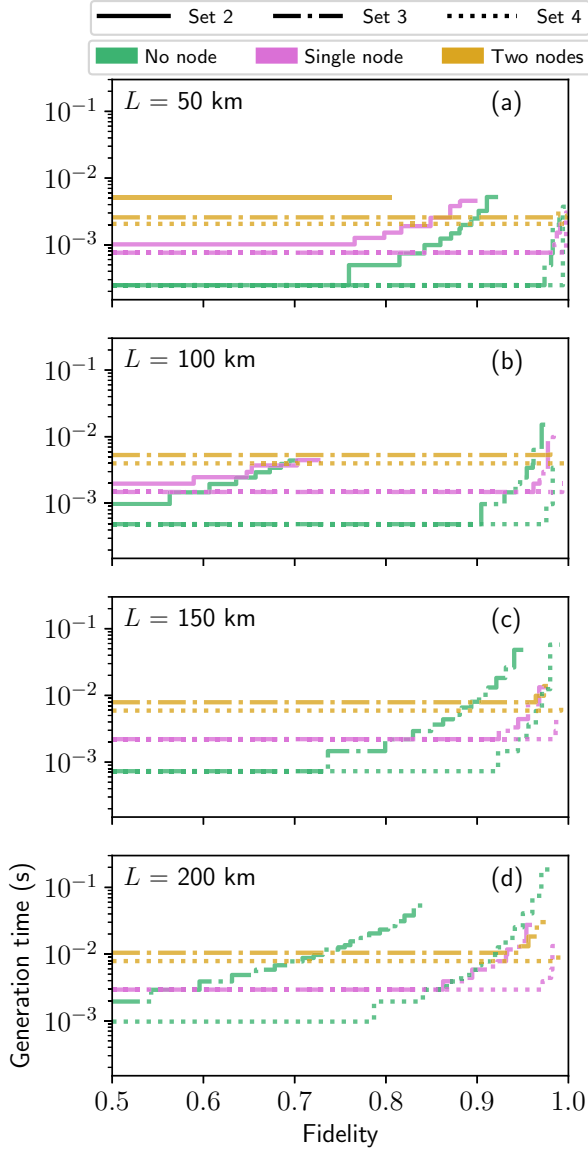 Set 2 Set 3 Set 4
No node Single node Two nodes
L = 50 km (a)
10⁻¹
10⁻²
10⁻³
L = 100 km (b)
10⁻¹
10⁻²
10⁻³
L = 150 km (c)
10⁻¹
10⁻²
10⁻³
L = 200 km (d)
10⁻¹
10⁻²
10⁻³
Generation time (s)
0.5 0.6 0.7 0.8 0.9 1.0
Fidelity